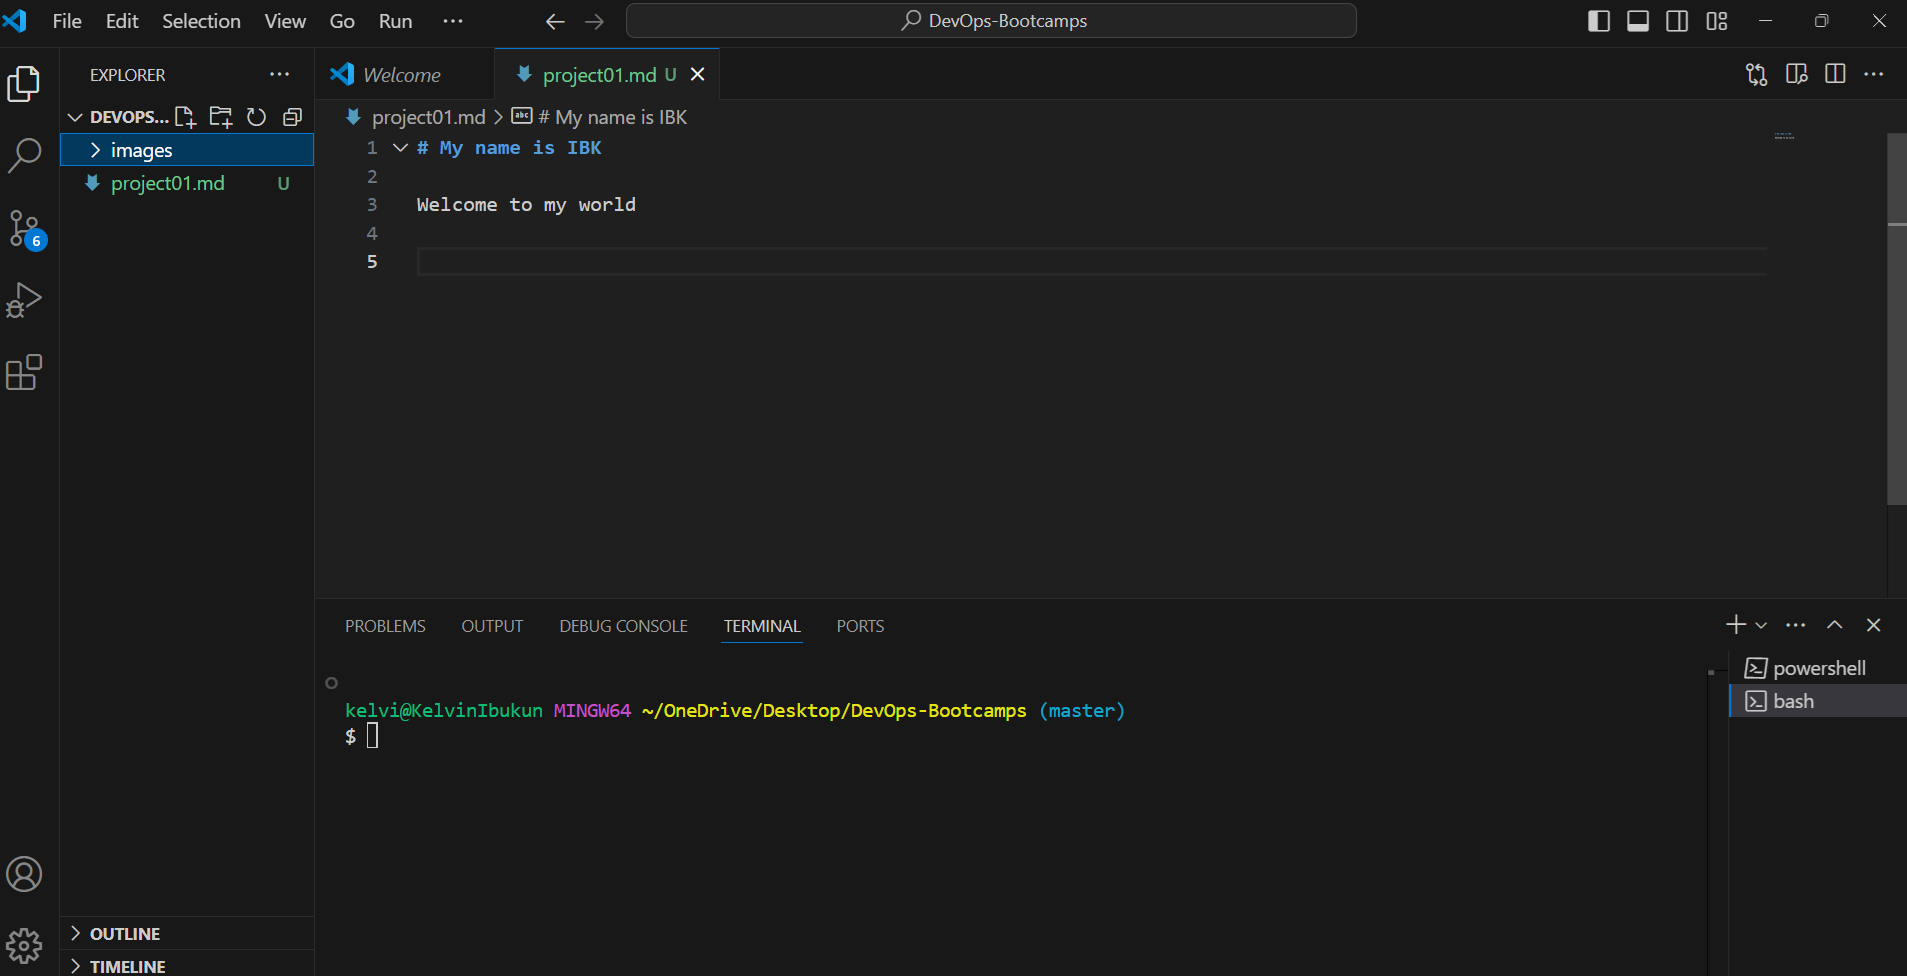 File Edit Selection View Go Run ...
DevOps-Bootcamps
EXPLORER
DEVOPS...
images
project01.md U
6
Welcome
project01.md U
project01.md > # My name is IBK
1 # My name is IBK
2
3 Welcome to my world
4
5
PROBLEMS OUTPUT DEBUG CONSOLE TERMINAL PORTS
kelvi@KelvinIbukun MINGW64 ~/OneDrive/Desktop/DevOps-Bootcamps (master)
$
powershell
bash
OUTLINE
TIMELINE